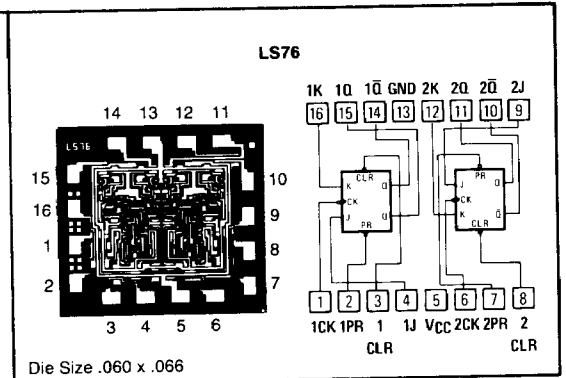 LS76
14 13 12 11
LS76
15
16
1
2
10
9
8
7
3 4 5 6
Die Size .060 x .066
1K 1Q 1Q̅ GND 2K 2Q 2Q̅ 2J
16 15 14 13 12 11 10 9
CLR
K Q̅
CK
J Q
PR
PR
J Q
CK
K Q̅
CLR
1 2 3 4 5 6 7 8
1CK 1PR 1 1J VCC 2CK 2PR 2
CLR CLR